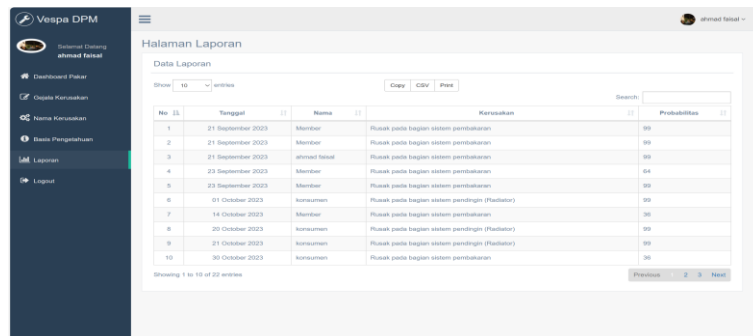 Vespa DPM
ahmad faisal
Selamat Datang
ahmad faisal
Dashboard Pakar
Gejala Kerusakan
Nama Kerusakan
Basis Pengetahuan
Laporan
Logout
Halaman Laporan
Data Laporan
Show 10 entries
Copy CSV Print
Search:
No Tanggal Nama Kerusakan Probabilitas
1 21 September 2023 Member Rusak pada bagian sistem pembakaran 99
2 21 September 2023 Member Rusak pada bagian sistem pembakaran 99
3 21 September 2023 ahmad faisal Rusak pada bagian sistem pembakaran 89
4 23 September 2023 Member Rusak pada bagian sistem pembakaran 64
5 23 September 2023 Member Rusak pada bagian sistem pembakaran 99
6 01 October 2023 konsumen Rusak pada bagian sistem pendingin (Radiator) 99
7 14 October 2023 Member Rusak pada bagian sistem pembakaran 36
8 20 October 2023 konsumen Rusak pada bagian sistem pendingin (Radiator) 99
9 21 October 2023 konsumen Rusak pada bagian sistem pendingin (Radiator) 99
10 30 October 2023 konsumen Rusak pada bagian sistem pembakaran 36
Showing 1 to 10 of 22 entries
Previous 1 2 3 Next